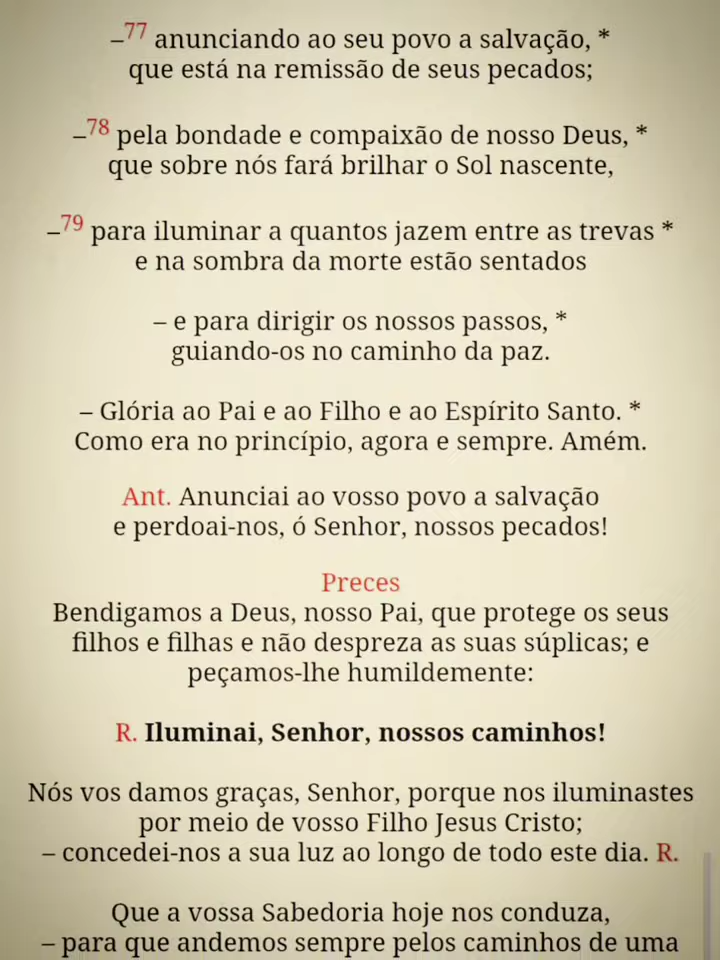 –77 anunciando ao seu povo a salvação, *
que está na remissão de seus pecados;
–78 pela bondade e compaixão de nosso Deus, *
que sobre nós fará brilhar o Sol nascente,
–79 para iluminar a quantos jazem entre as trevas *
e na sombra da morte estão sentados
– e para dirigir os nossos passos, *
guiando-os no caminho da paz.
– Glória ao Pai e ao Filho e ao Espírito Santo. *
Como era no princípio, agora e sempre. Amém.
Ant. Anunciai ao vosso povo a salvação
e perdoai-nos, ó Senhor, nossos pecados!
Preces
Bendigamos a Deus, nosso Pai, que protege os seus
filhos e filhas e não despreza as suas súplicas; e
peçamos-lhe humildemente:
R. Iluminai, Senhor, nossos caminhos!
Nós vos damos graças, Senhor, porque nos iluminastes
por meio de vosso Filho Jesus Cristo;
– concedei-nos a sua luz ao longo de todo este dia. R.
Que a vossa Sabedoria hoje nos conduza,
– para que andemos sempre pelos caminhos de uma